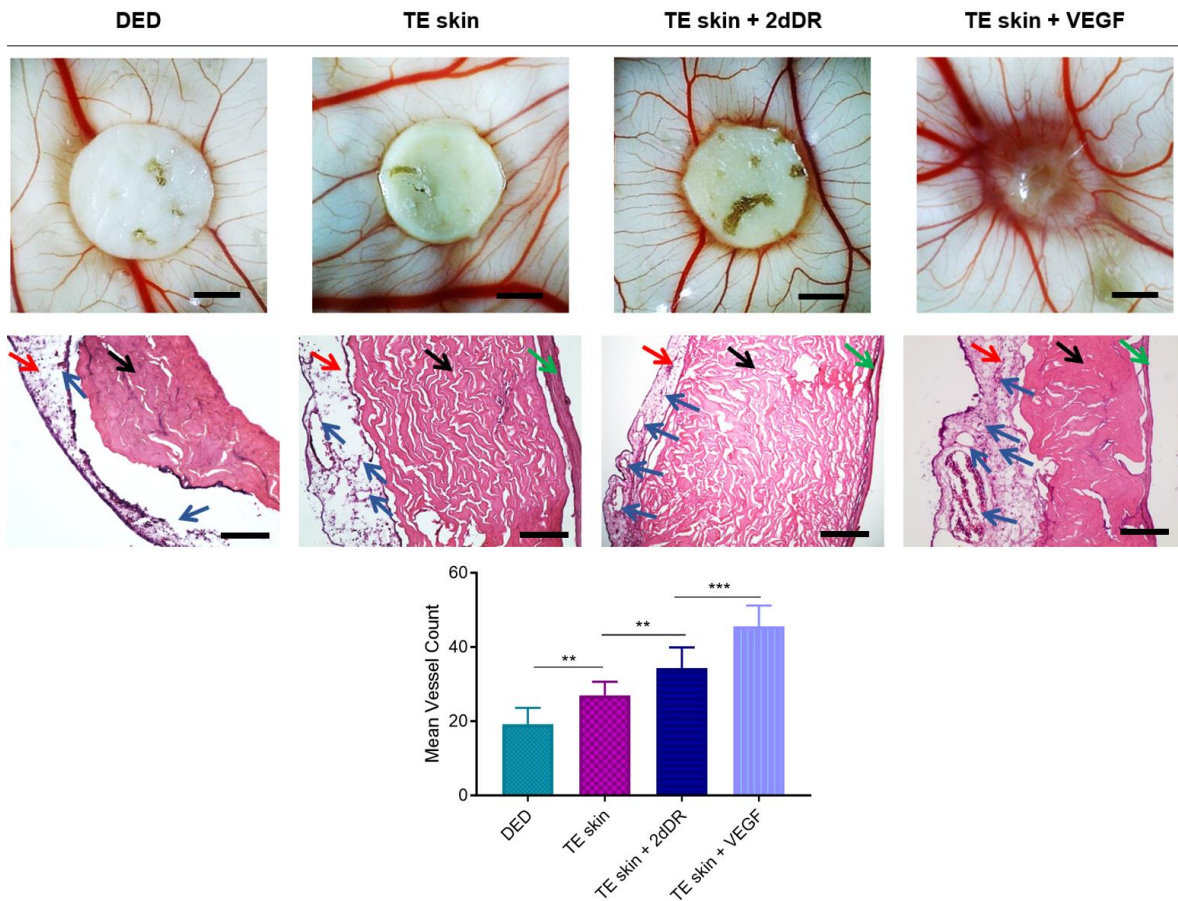 DED
TE skin
TE skin + 2dDR
TE skin + VEGF
60
40
20
0
Mean Vessel Count
**
**
***
DED
TE skin
TE skin + 2dDR
TE skin + VEGF